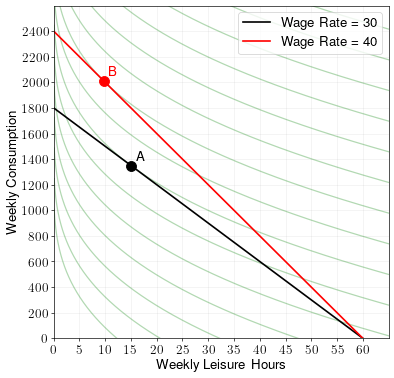 Wage Rate = 30
Wage Rate = 40
2400
2200
2000
1800
1600
1400
1200
1000
800
600
400
200
0
Weekly Consumption
B
A
0 5 10 15 20 25 30 35 40 45 50 55 60
Weekly Leisure Hours